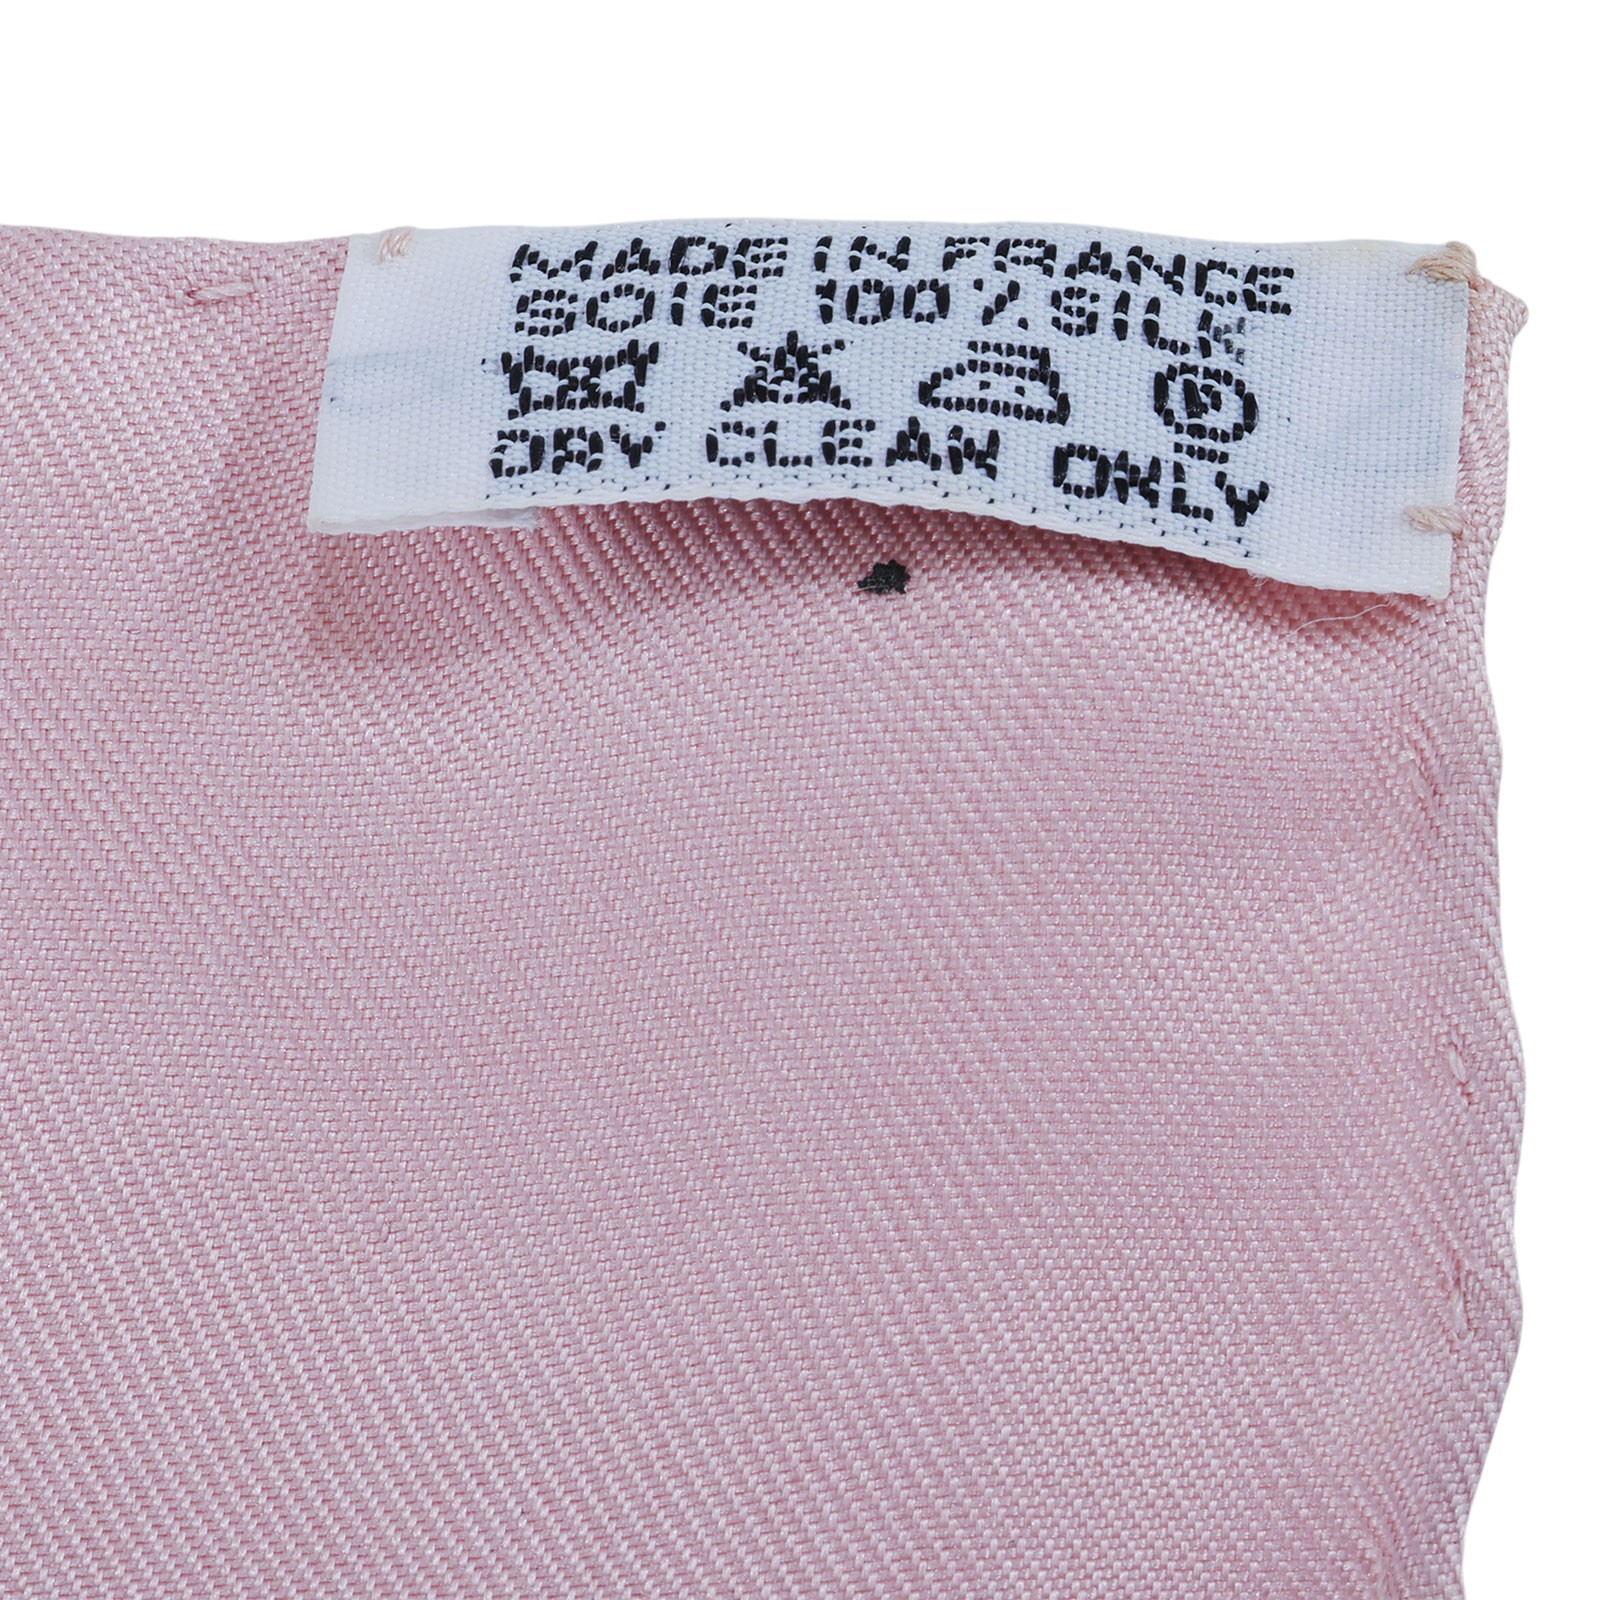 MADE IN FRANCE
SOIE 100% SILK
DRY CLEAN ONLY